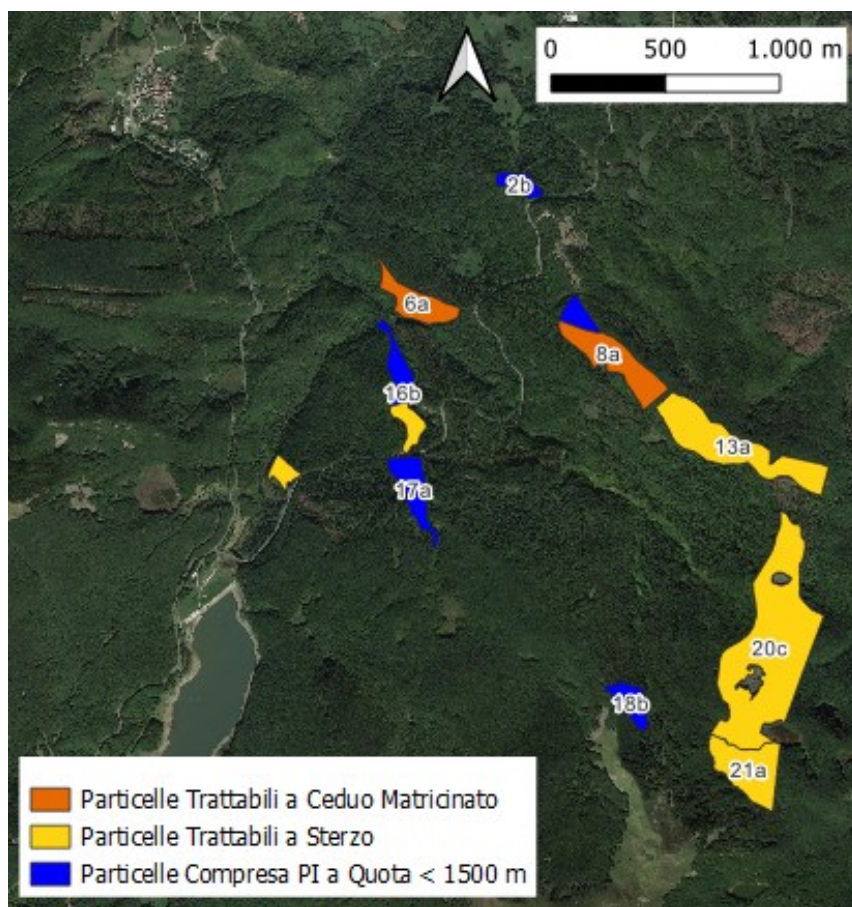 0 500 1.000 m
2b
6a
8a
16b
13a
17a
20c
18b
21a
Particelle Trattabili a Ceduo Matricinato
Particelle Trattabili a Sterzo
Particelle Compresa PI a Quota < 1500 m